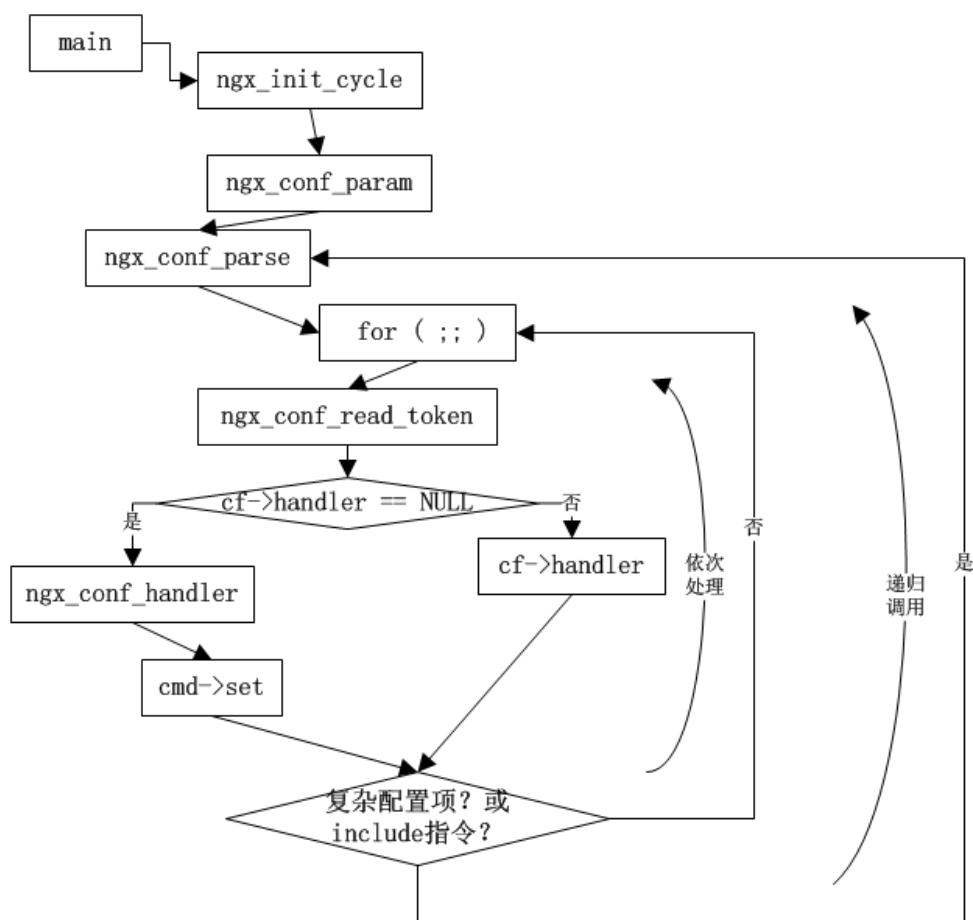 main
ngx_init_cycle
ngx_conf_param
ngx_conf_parse
for ( ;; )
ngx_conf_read_token
cf->handler == NULL
是
否
ngx_conf_handler
cf->handler
cmd->set
依次
处理
否
递归
调用
是
复杂配置项？或
include指令？